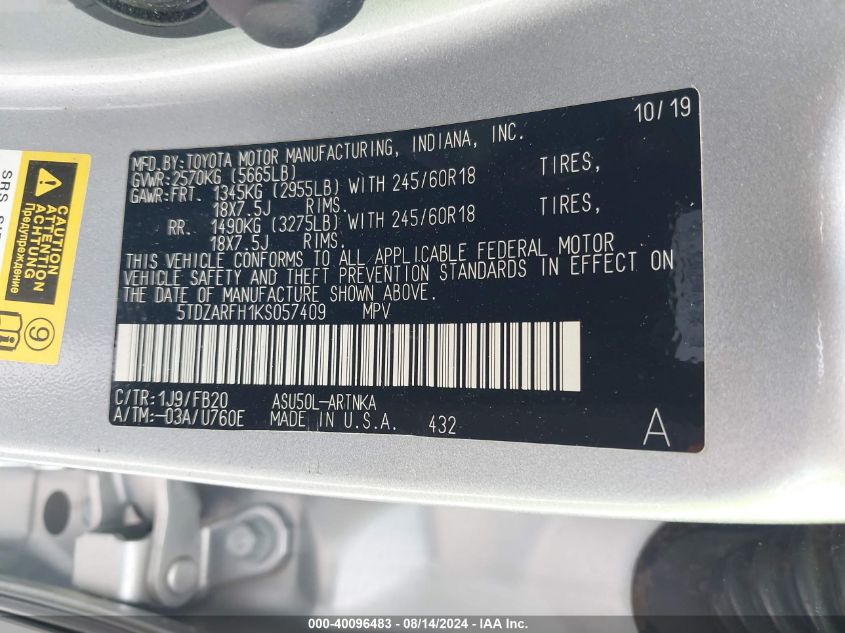 10/19
MFD.BY:TOYOTA MOTOR MANUFACTURING, INDIANA, INC.
GVWR:2570KG (5665LB)
GAWR:FRT. 1345KG (2955LB) WITH 245/60R18 TIRES,
18X7.5J RIMS.
RR. 1490KG (3275LB) WITH 245/60R18 TIRES,
18X7.5J RIMS.
THIS VEHICLE CONFORMS TO ALL APPLICABLE FEDERAL MOTOR
VEHICLE SAFETY AND THEFT PREVENTION STANDARDS IN EFFECT ON
THE DATE OF MANUFACTURE SHOWN ABOVE.
5TDZARFH1KS057409 MPV
C/TR:1J9/FB20 ASU50L-ARTNKA
A/TM:-03A/U760E MADE IN U.S.A. 432
A
CAUTION
ATTENTION
ACHTUNG
Предупреждение
9
SRS
000-40096483 - 08/14/2024 - IAA Inc.